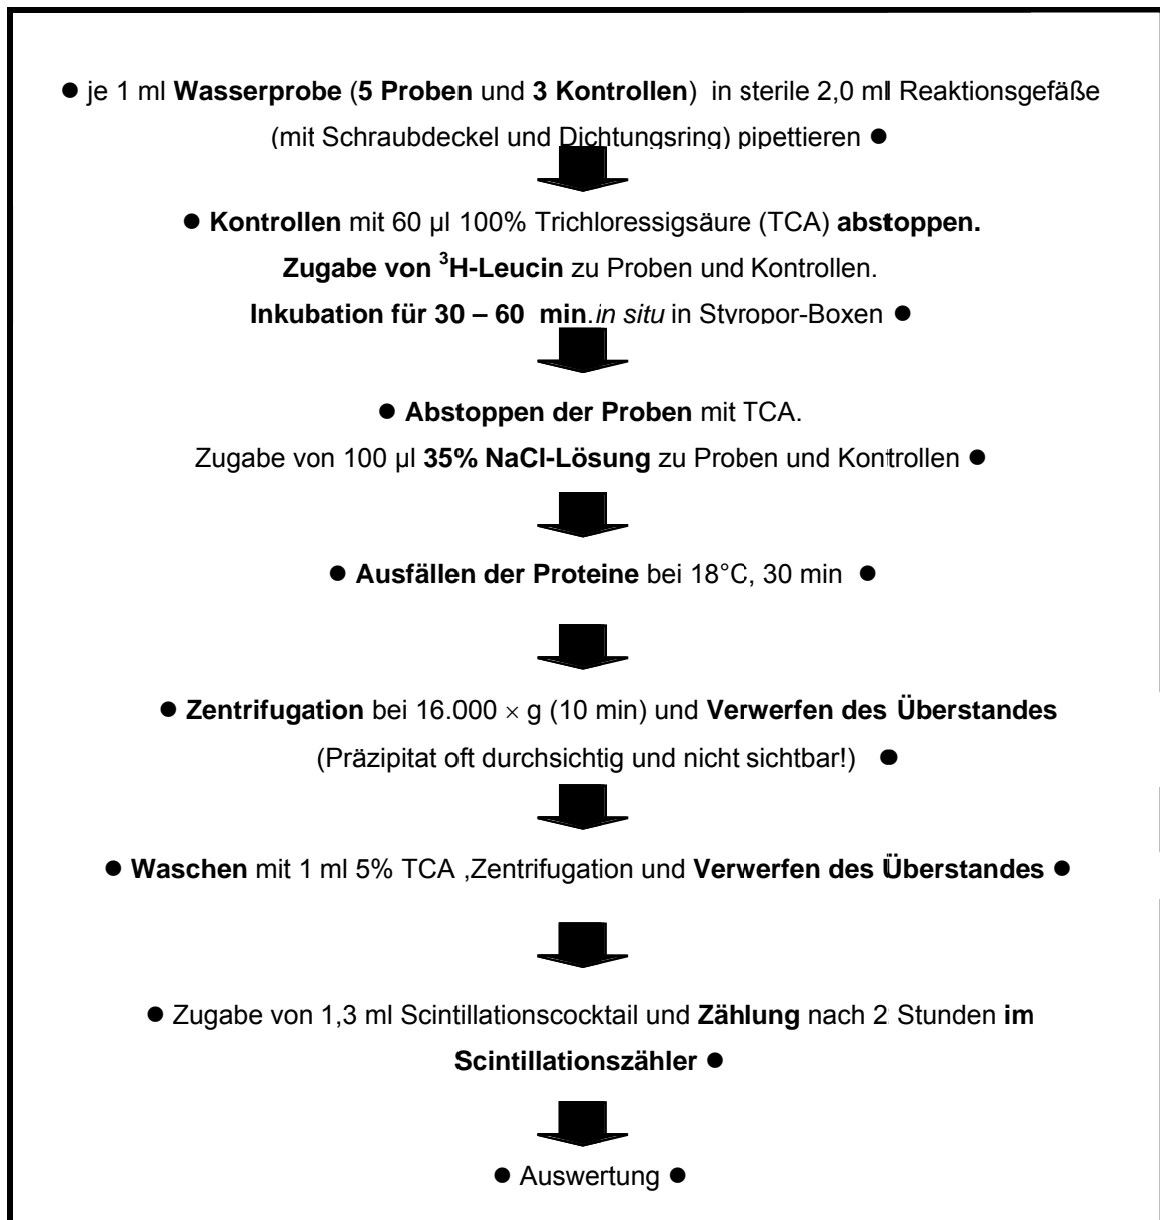 ● je 1 ml Wasserprobe (5 Proben und 3 Kontrollen) in sterile 2,0 ml Reaktionsgefäße
(mit Schraubdeckel und Dichtungsring) pipettieren ●
● Kontrollen mit 60 µl 100% Trichloressigsäure (TCA) abstoppen.
Zugabe von ³H-Leucin zu Proben und Kontrollen.
Inkubation für 30 – 60 min.in situ in Styropor-Boxen ●
● Abstoppen der Proben mit TCA.
Zugabe von 100 µl 35% NaCl-Lösung zu Proben und Kontrollen ●
● Ausfällen der Proteine bei 18°C, 30 min ●
● Zentrifugation bei 16.000 × g (10 min) und Verwerfen des Überstandes
(Präzipitat oft durchsichtig und nicht sichtbar!) ●
● Waschen mit 1 ml 5% TCA ,Zentrifugation und Verwerfen des Überstandes ●
● Zugabe von 1,3 ml Scintillationscocktail und Zählung nach 2 Stunden im
Scintillationszähler ●
● Auswertung ●